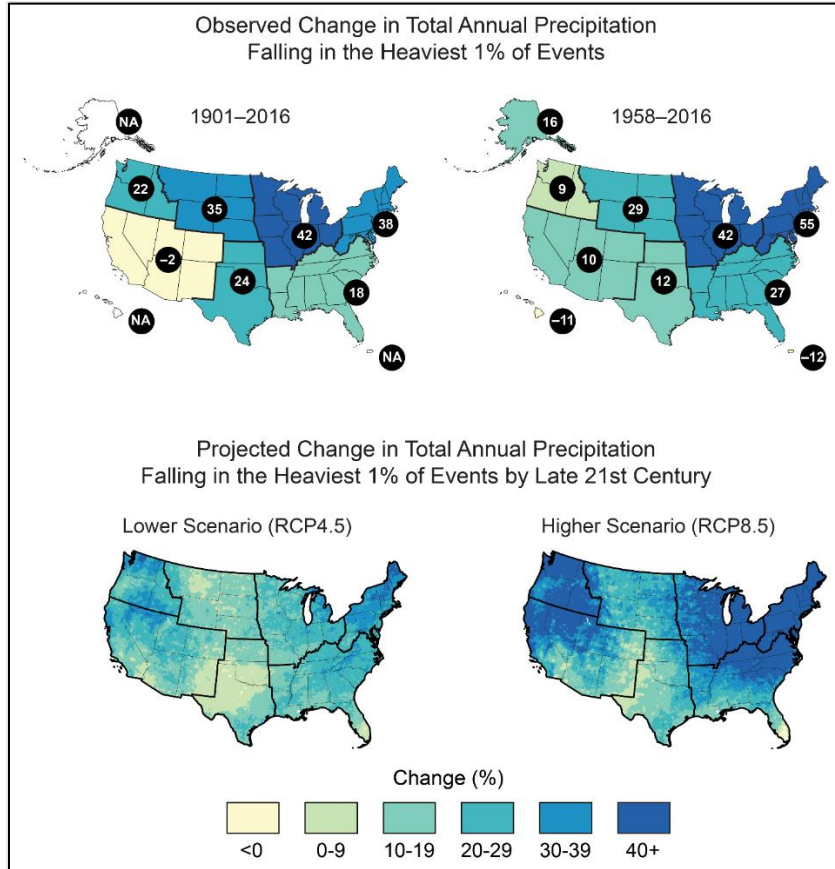 Observed Change in Total Annual Precipitation
Falling in the Heaviest 1% of Events
1901–2016
NA
22
35
42
38
–2
24
18
NA
NA
1958–2016
16
9
29
42
55
10
12
27
–11
–12
Projected Change in Total Annual Precipitation
Falling in the Heaviest 1% of Events by Late 21st Century
Lower Scenario (RCP4.5)
Higher Scenario (RCP8.5)
Change (%)
<0
0-9
10-19
20-29
30-39
40+